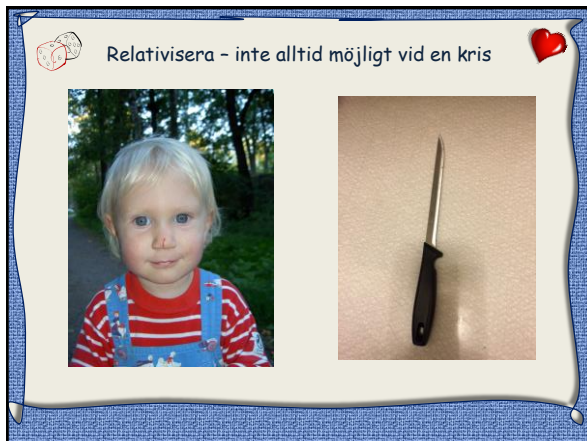 Relativisera – inte alltid möjligt vid en kris